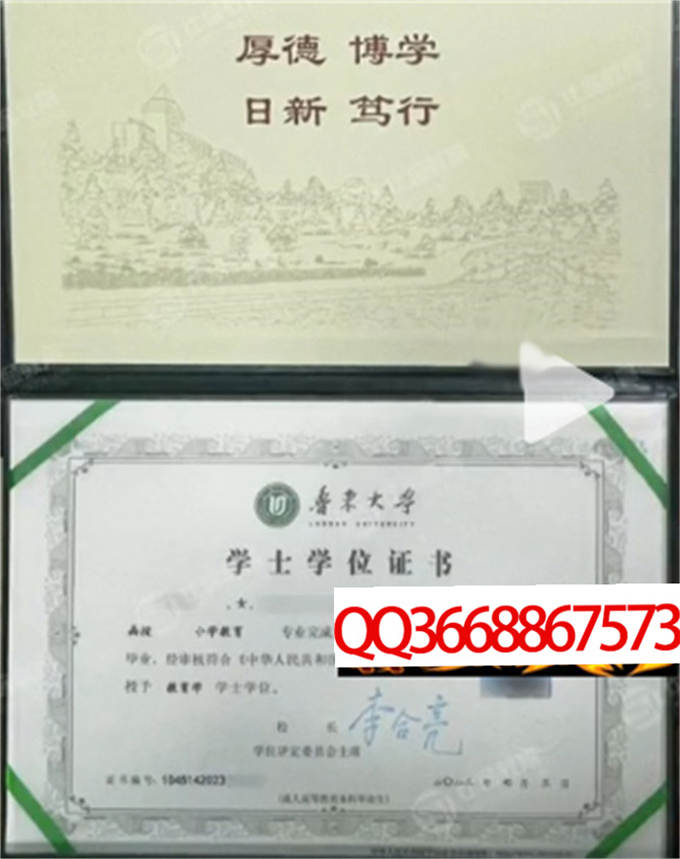 厚德 博学
日新 笃行
鲁东大学
LUDONG UNIVERSITY
学士学位证书
，女，
函授 小学教育 专业完成
QQ3668867573
毕业，经审核符合《中华人民共和
授予 教育学 学士学位。
校 长 李合亮
学位评定委员会主席
证书编号：1045142023
（成人高等教育本科毕业生）